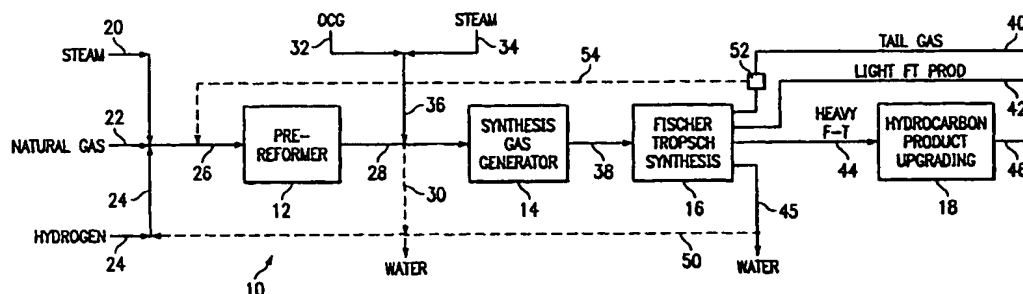 OCG
STEAM
32
34
20
STEAM
52
TAIL GAS
40
54
LIGHT FT PROD
42
36
22
NATURAL GAS
26
PRE-
REFORMER
12
28
SYNTHESIS
GAS
GENERATOR
14
38
FISCHER
TROPSCH
SYNTHESIS
16
HEAVY
F-T
44
HYDROCARBON
PRODUCT
UPGRADING
18
48
24
30
45
HYDROGEN
24
50
10
WATER
WATER